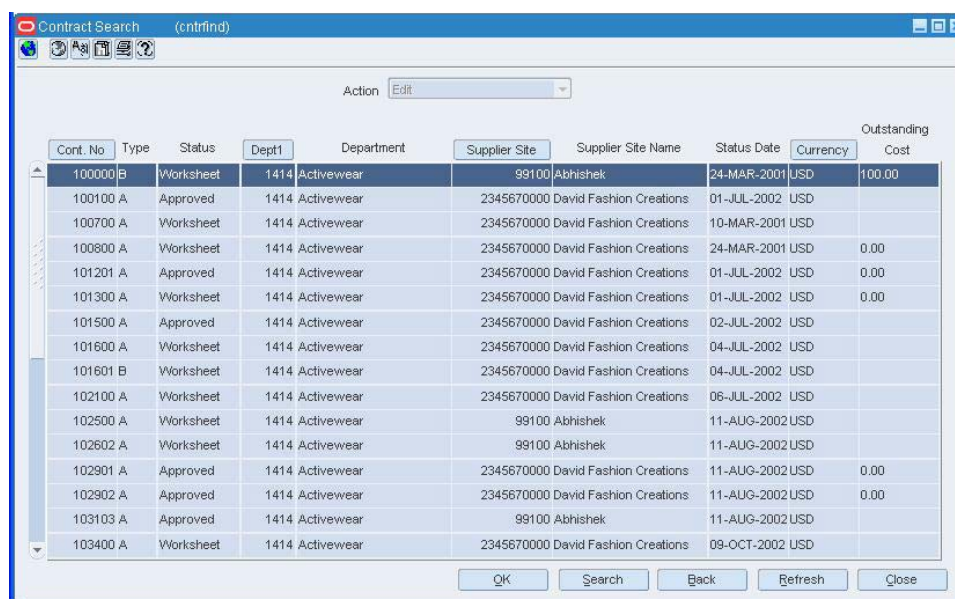 Contract Search (cntrfind)
Action Edit
Outstanding
Cont. No Type Status Dept1 Department Supplier Site Supplier Site Name Status Date Currency Cost
100000 B Worksheet 1414 Activewear 99100 Abhishek 24-MAR-2001 USD 100.00
100100 A Approved 1414 Activewear 2345670000 David Fashion Creations 01-JUL-2002 USD
100700 A Worksheet 1414 Activewear 2345670000 David Fashion Creations 10-MAR-2001 USD
100800 A Worksheet 1414 Activewear 2345670000 David Fashion Creations 24-MAR-2001 USD 0.00
101201 A Approved 1414 Activewear 2345670000 David Fashion Creations 01-JUL-2002 USD 0.00
101300 A Worksheet 1414 Activewear 2345670000 David Fashion Creations 01-JUL-2002 USD 0.00
101500 A Approved 1414 Activewear 2345670000 David Fashion Creations 02-JUL-2002 USD
101600 A Worksheet 1414 Activewear 2345670000 David Fashion Creations 04-JUL-2002 USD
101601 B Worksheet 1414 Activewear 2345670000 David Fashion Creations 04-JUL-2002 USD
102100 A Worksheet 1414 Activewear 2345670000 David Fashion Creations 06-JUL-2002 USD
102500 A Worksheet 1414 Activewear 99100 Abhishek 11-AUG-2002 USD
102602 A Worksheet 1414 Activewear 99100 Abhishek 11-AUG-2002 USD
102901 A Approved 1414 Activewear 2345670000 David Fashion Creations 11-AUG-2002 USD 0.00
102902 A Approved 1414 Activewear 2345670000 David Fashion Creations 11-AUG-2002 USD 0.00
103103 A Approved 1414 Activewear 99100 Abhishek 11-AUG-2002 USD
103400 A Worksheet 1414 Activewear 2345670000 David Fashion Creations 09-OCT-2002 USD
OK Search Back Refresh Close